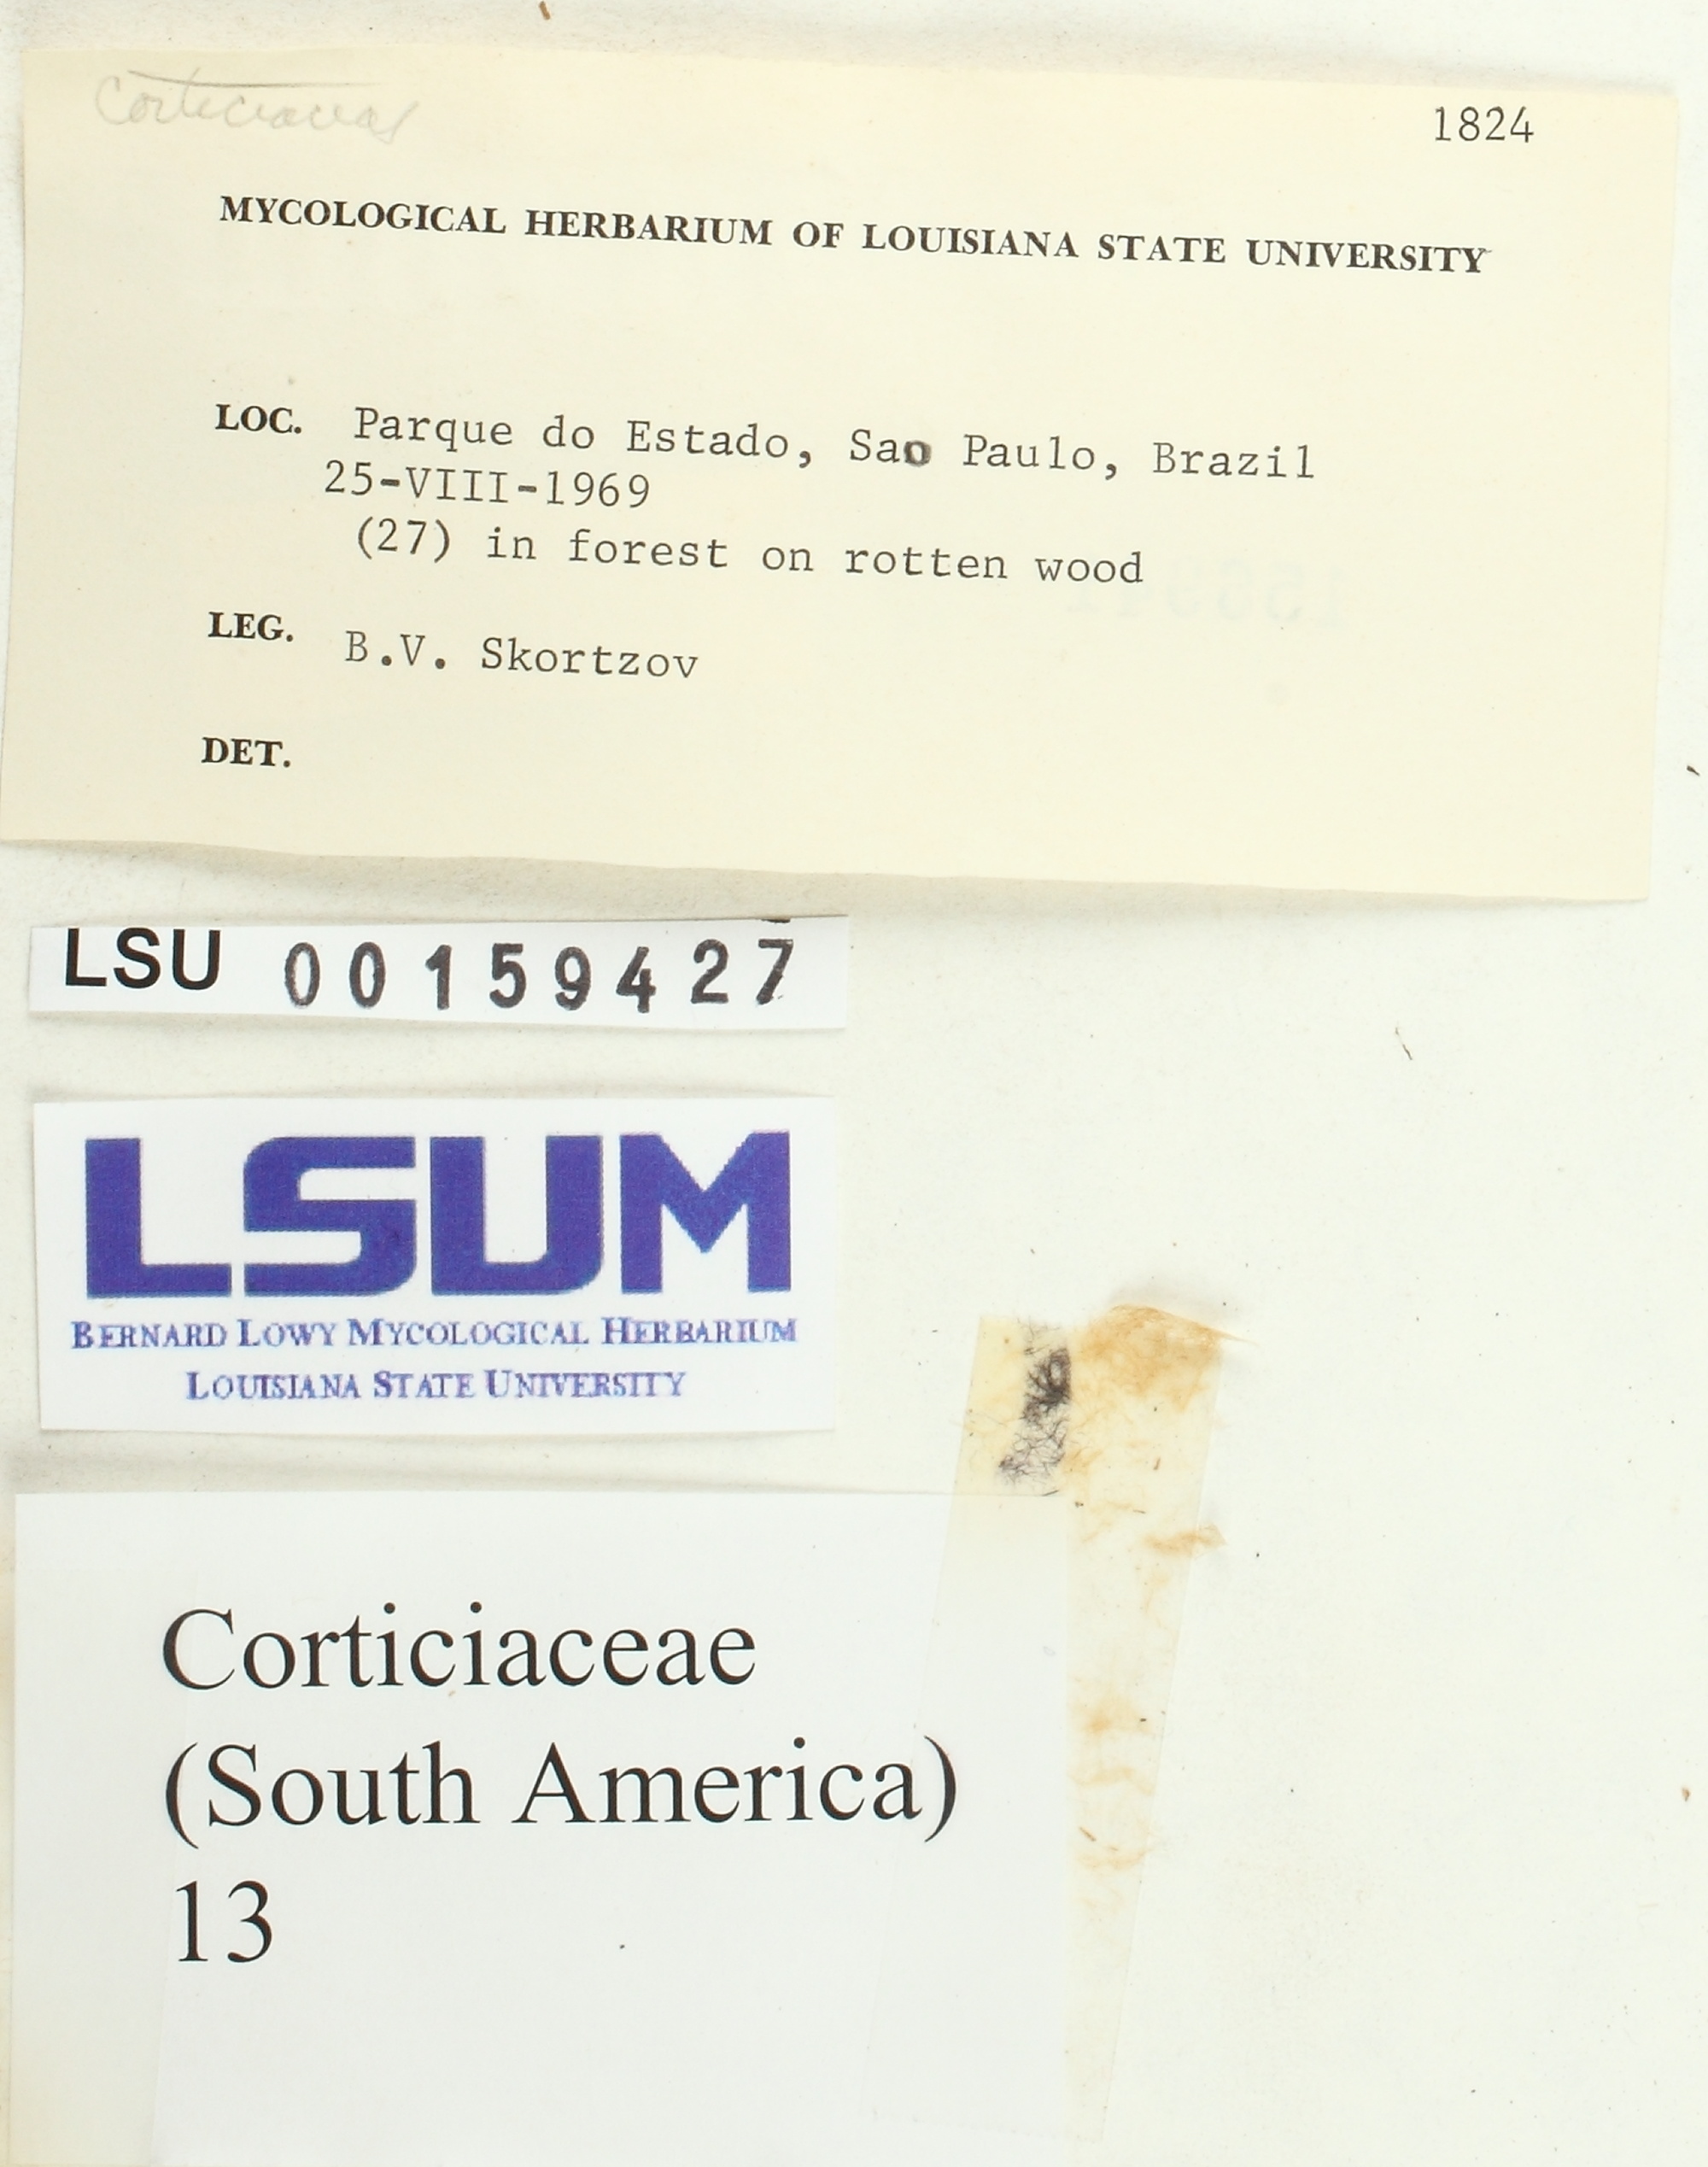 Corticiaceae
1824
MYCOLOGICAL HERBARIUM OF LOUISIANA STATE UNIVERSITY
LOC. Parque do Estado, Sao Paulo, Brazil
25-VIII-1969
(27) in forest on rotten wood
LEG. B.V. Skortzov
DET.
LSU 00159427
LSUM
BERNARD LOWY MYCOLOGICAL HERBARIUM
LOUISIANA STATE UNIVERSITY
Corticiaceae
(South America)
13